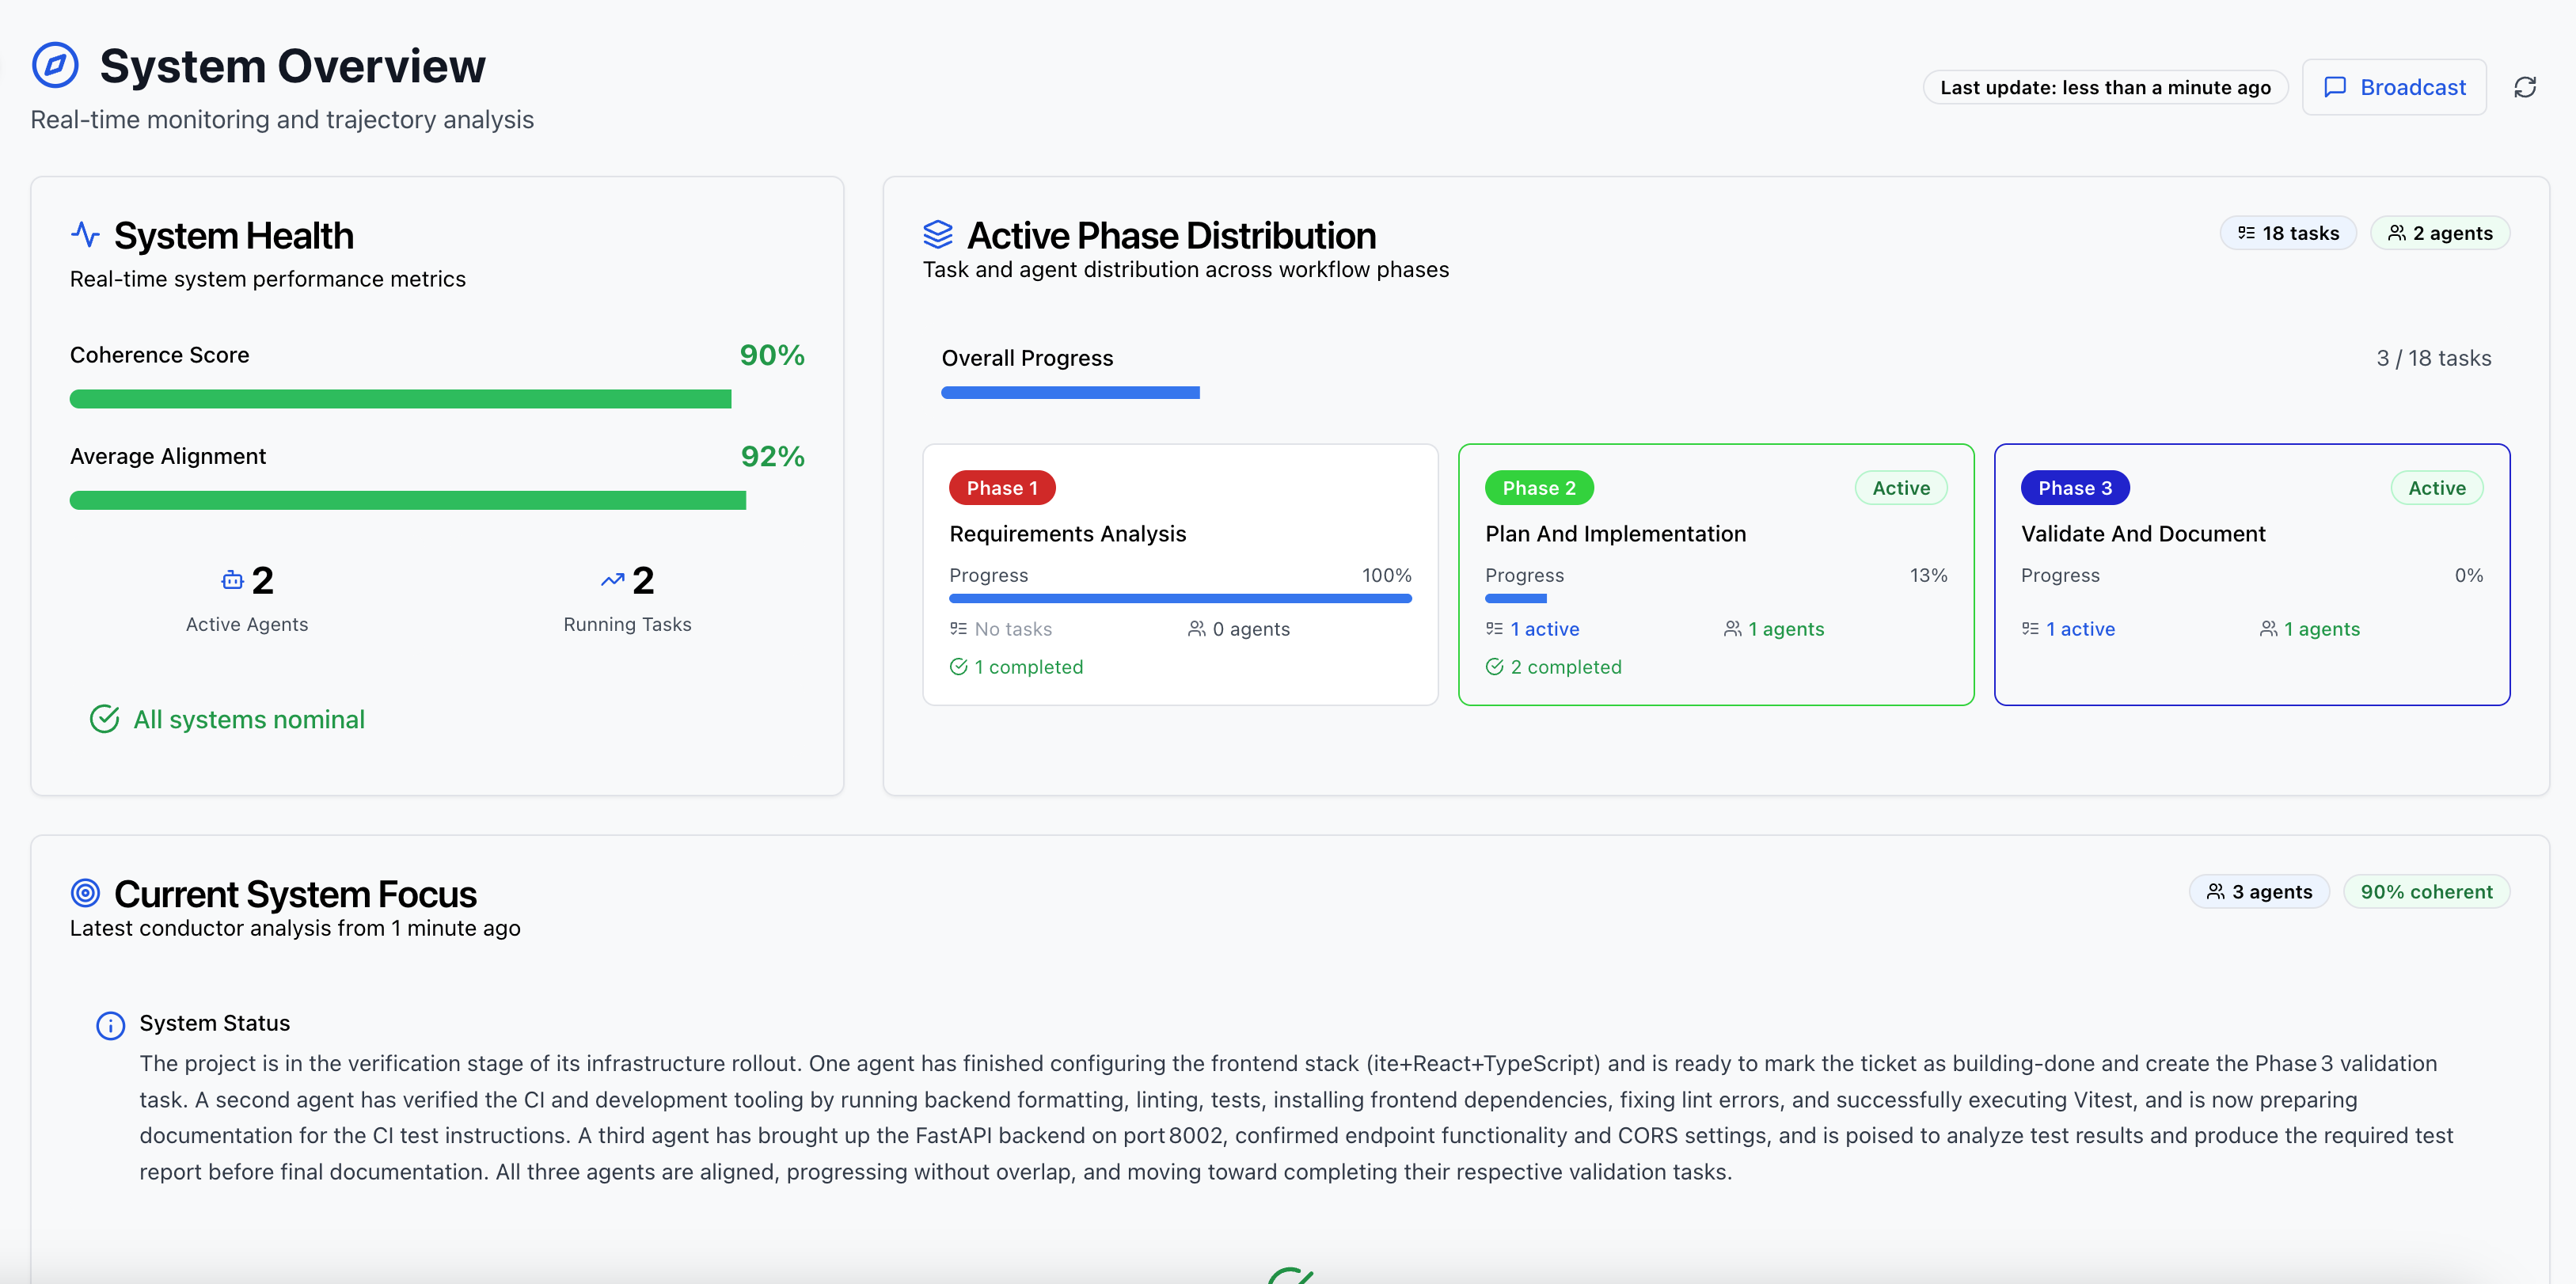 System Overview
Real-time monitoring and trajectory analysis
Last update: less than a minute ago
Broadcast
System Health
Real-time system performance metrics
Coherence Score
90%
Average Alignment
92%
2
Active Agents
2
Running Tasks
All systems nominal
Active Phase Distribution
Task and agent distribution across workflow phases
18 tasks
2 agents
Overall Progress
3 / 18 tasks
Phase 1
Requirements Analysis
Progress
100%
No tasks
0 agents
1 completed
Phase 2
Active
Plan And Implementation
Progress
13%
1 active
1 agents
2 completed
Phase 3
Active
Validate And Document
Progress
0%
1 active
1 agents
Current System Focus
Latest conductor analysis from 1 minute ago
3 agents
90% coherent
System Status
The project is in the verification stage of its infrastructure rollout. One agent has finished configuring the frontend stack (ite+React+TypeScript) and is ready to mark the ticket as building-done and create the Phase 3 validation
task. A second agent has verified the CI and development tooling by running backend formatting, linting, tests, installing frontend dependencies, fixing lint errors, and successfully executing Vitest, and is now preparing
documentation for the CI test instructions. A third agent has brought up the FastAPI backend on port 8002, confirmed endpoint functionality and CORS settings, and is poised to analyze test results and produce the required test
report before final documentation. All three agents are aligned, progressing without overlap, and moving toward completing their respective validation tasks.